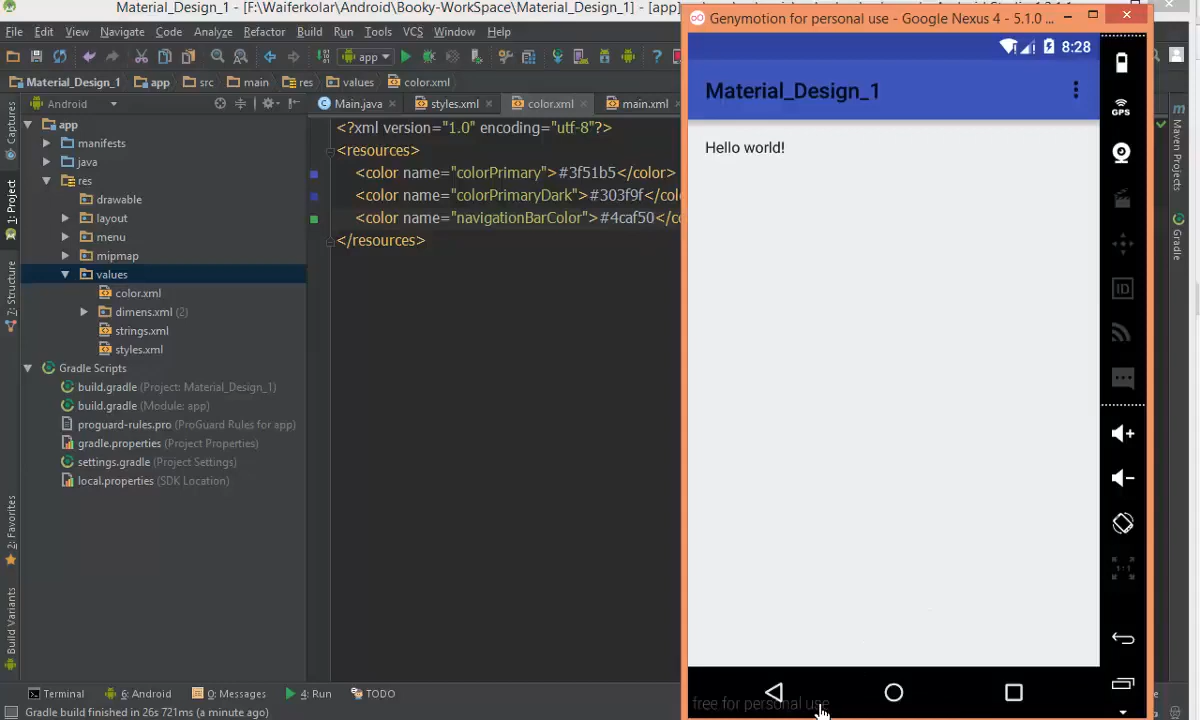 Material_Design_1 - [F:\Waiferkolar\Android\Booky-WorkSpace\Material_Design_1] - [app]
File Edit View Navigate Code Analyze Refactor Build Run Tools VCS Window Help
app
Material_Design_1 app src main res values color.xml
Android
Main.java styles.xml color.xml main.xml
Captures
1: Project
7: Structure
2: Favorites
Build Variants
app
manifests
java
res
drawable
layout
menu
mipmap
values
color.xml
dimens.xml (2)
strings.xml
styles.xml
Gradle Scripts
build.gradle (Project: Material_Design_1)
build.gradle (Module: app)
proguard-rules.pro (ProGuard Rules for app)
gradle.properties (Project Properties)
settings.gradle (Project Settings)
local.properties (SDK Location)
<?xml version="1.0" encoding="utf-8"?>
<resources>
<color name="colorPrimary">#3f51b5</color>
<color name="colorPrimaryDark">#303f9f</co
<color name="navigationBarColor">#4caf50</c
</resources>
Genymotion for personal use - Google Nexus 4 - 5.1.0 ...
8:28
Material_Design_1
Hello world!
free for personal use
GPS
ID
1:1
Maven Projects
Gradle
Terminal 6: Android 0: Messages 4: Run TODO
Gradle build finished in 26s 721ms (a minute ago)